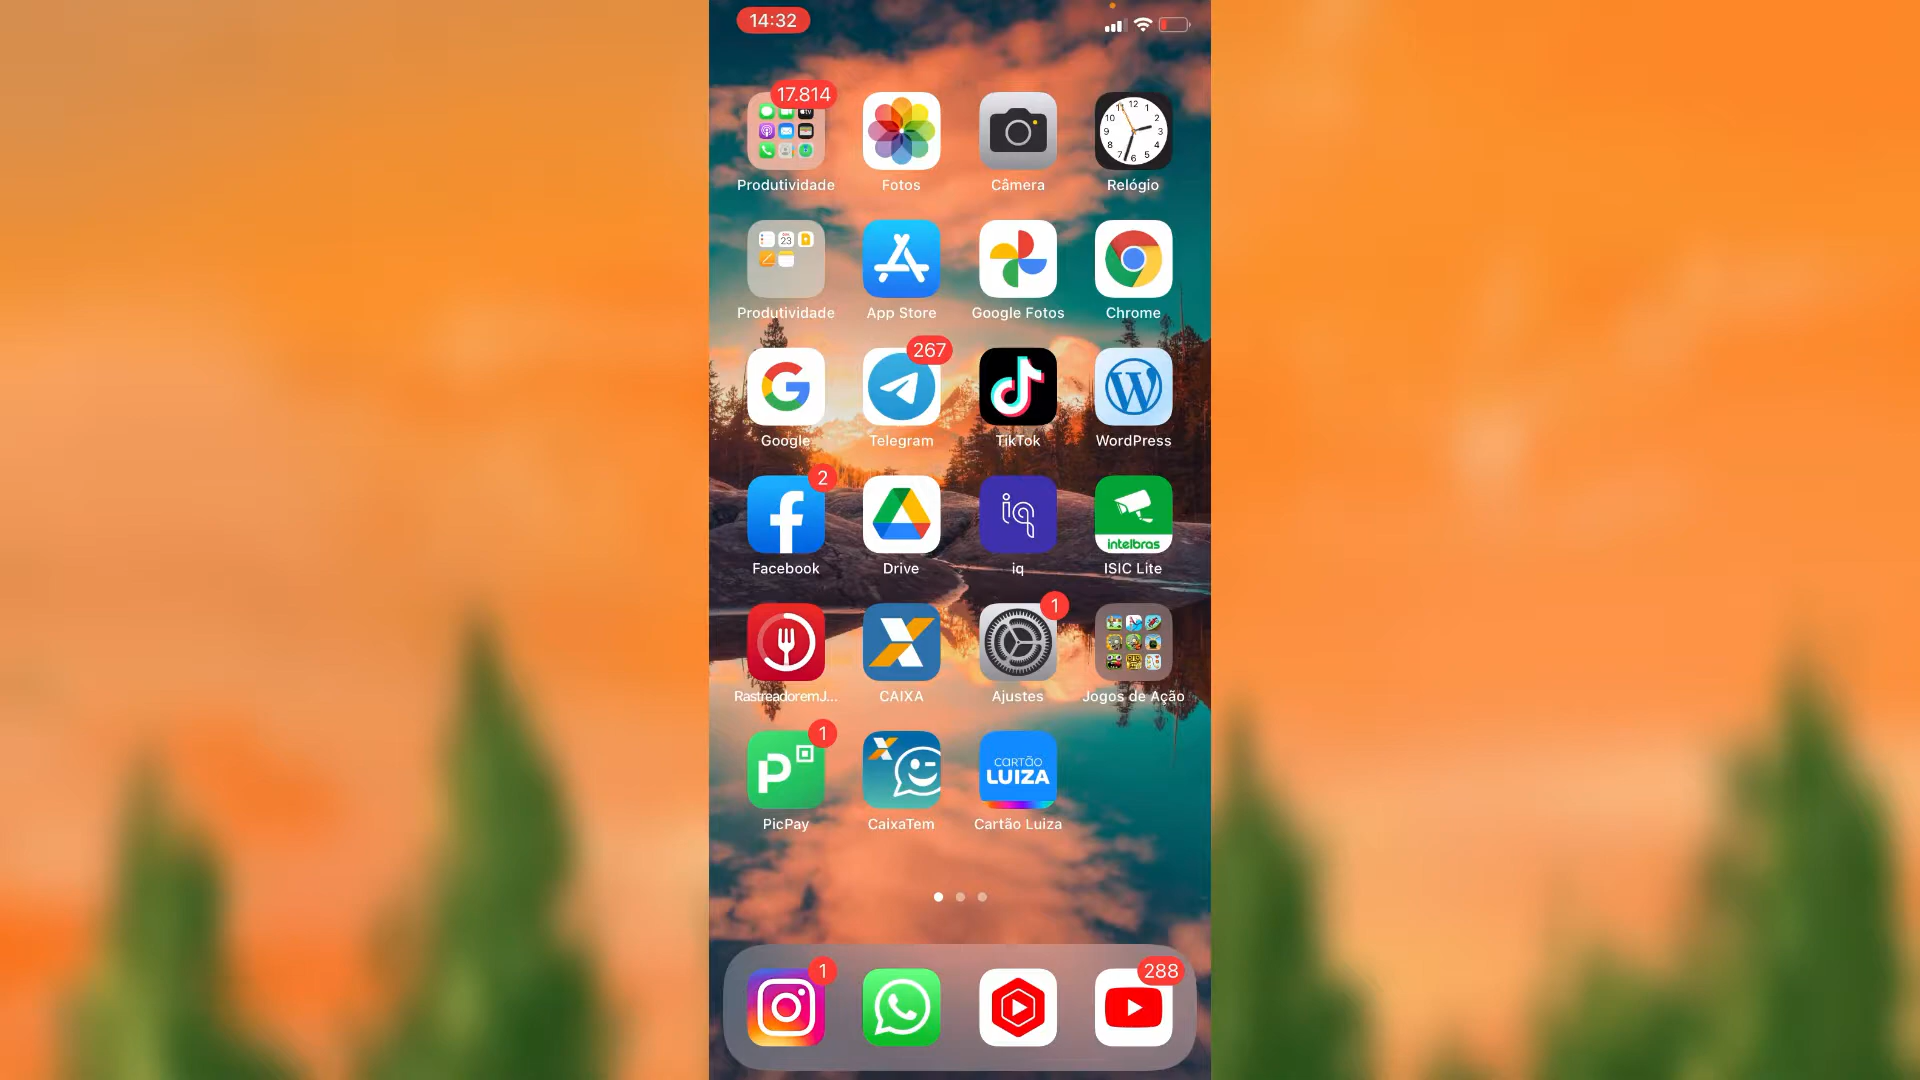 14:32
17.814
Produtividade
Fotos
Câmera
Relógio
23
Produtividade
App Store
Google Fotos
Chrome
267
Google
Telegram
TikTok
WordPress
2
iq
intelbras
Facebook
Drive
iq
ISIC Lite
1
RastreadoremJ...
CAIXA
Ajustes
Jogos de Ação
1
CARTÃO
LUIZA
PicPay
CaixaTem
Cartão Luiza
1
288